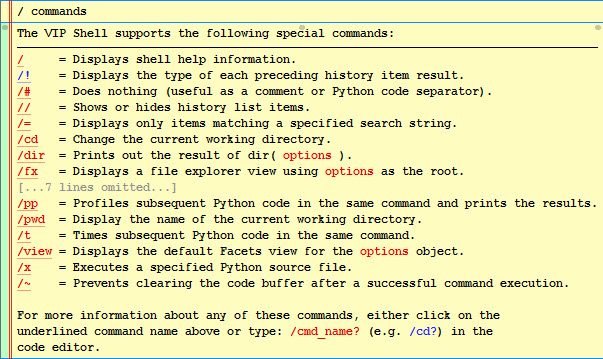 / commands
The VIP Shell supports the following special commands:
/ = Displays shell help information.
/! = Displays the type of each preceding history item result.
/# = Does nothing (useful as a comment or Python code separator).
// = Shows or hides history list items.
/= = Displays only items matching a specified search string.
/cd = Change the current working directory.
/dir = Prints out the result of dir( options ).
/fx = Displays a file explorer view using options as the root.
[...7 lines omitted...]
/pp = Profiles subsequent Python code in the same command and prints the results.
/pwd = Display the name of the current working directory.
/t = Times subsequent Python code in the same command.
/view = Displays the default Facets view for the options object.
/x = Executes a specified Python source file.
/~ = Prevents clearing the code buffer after a successful command execution.
For more information about any of these commands, either click on the
underlined command name above or type: /cmd_name? (e.g. /cd?) in the
code editor.